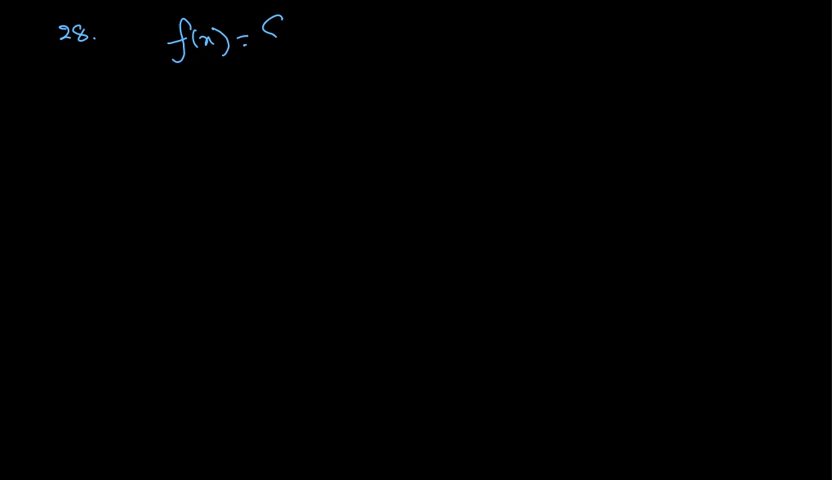 28. f(x) =